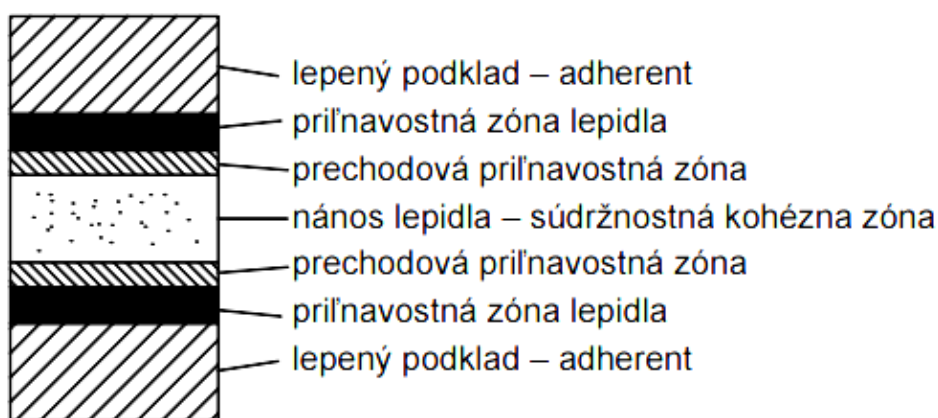 lepený podklad – adherent
priľnavostná zóna lepidla
prechodová priľnavostná zóna
nános lepidla – súdržnostná kohézna zóna
prechodová priľnavostná zóna
priľnavostná zóna lepidla
lepený podklad – adherent